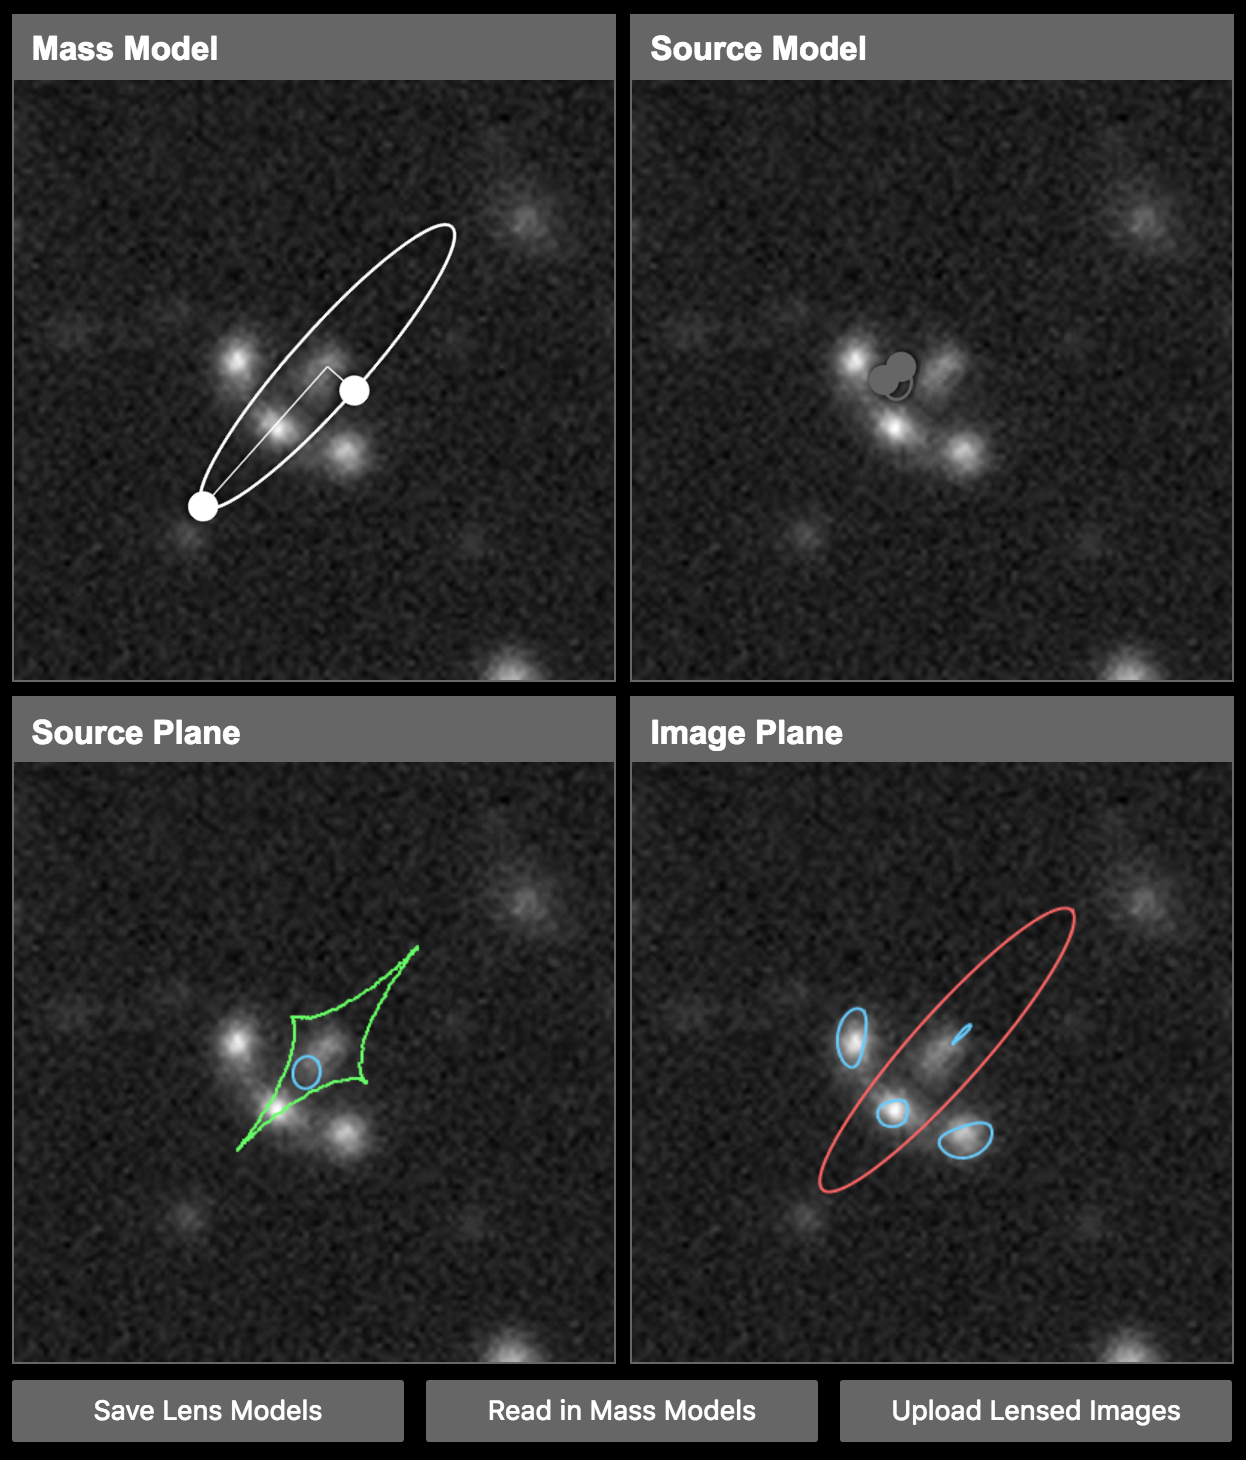 Mass Model
Source Model
Source Plane
Image Plane
Save Lens Models
Read in Mass Models
Upload Lensed Images